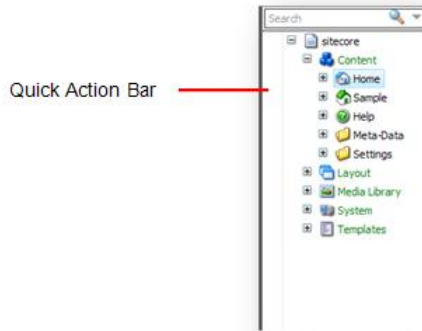 Search
sitecore
Content
Home
Quick Action Bar
Sample
Help
Meta-Data
Settings
Layout
Media Library
System
Templates